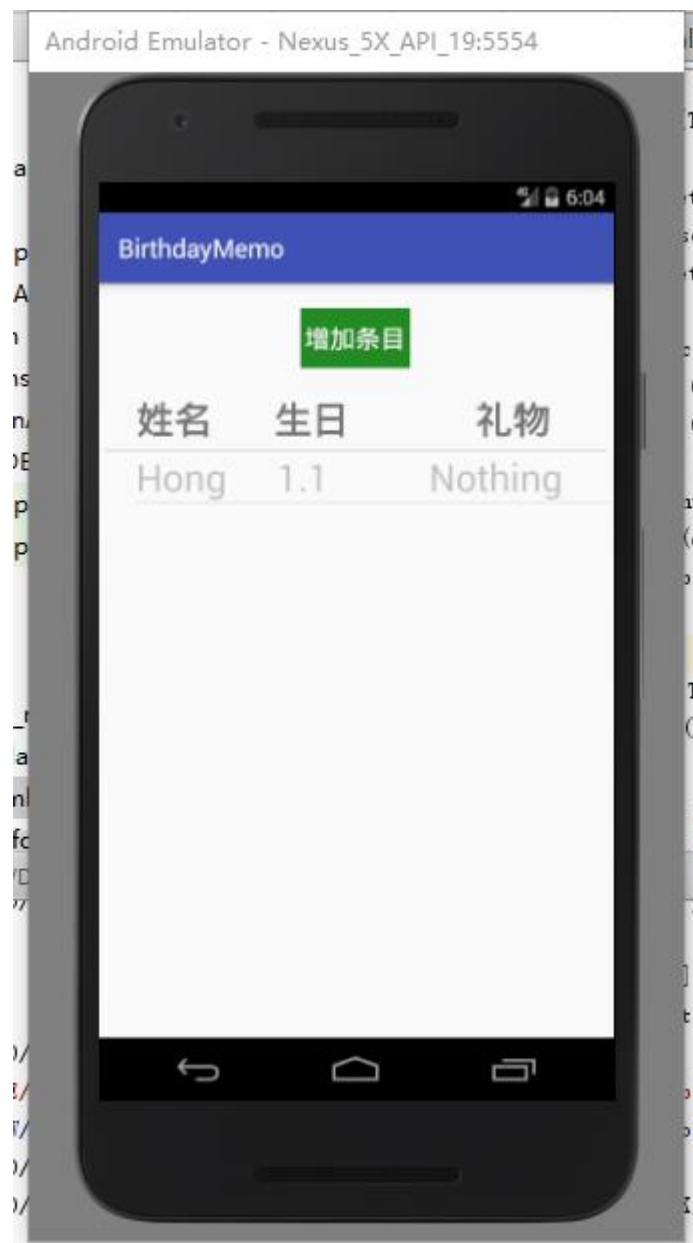 Android Emulator - Nexus_5X_API_19:5554
4G 6:04
BirthdayMemo
增加条目
姓名 生日 礼物
Hong 1.1 Nothing